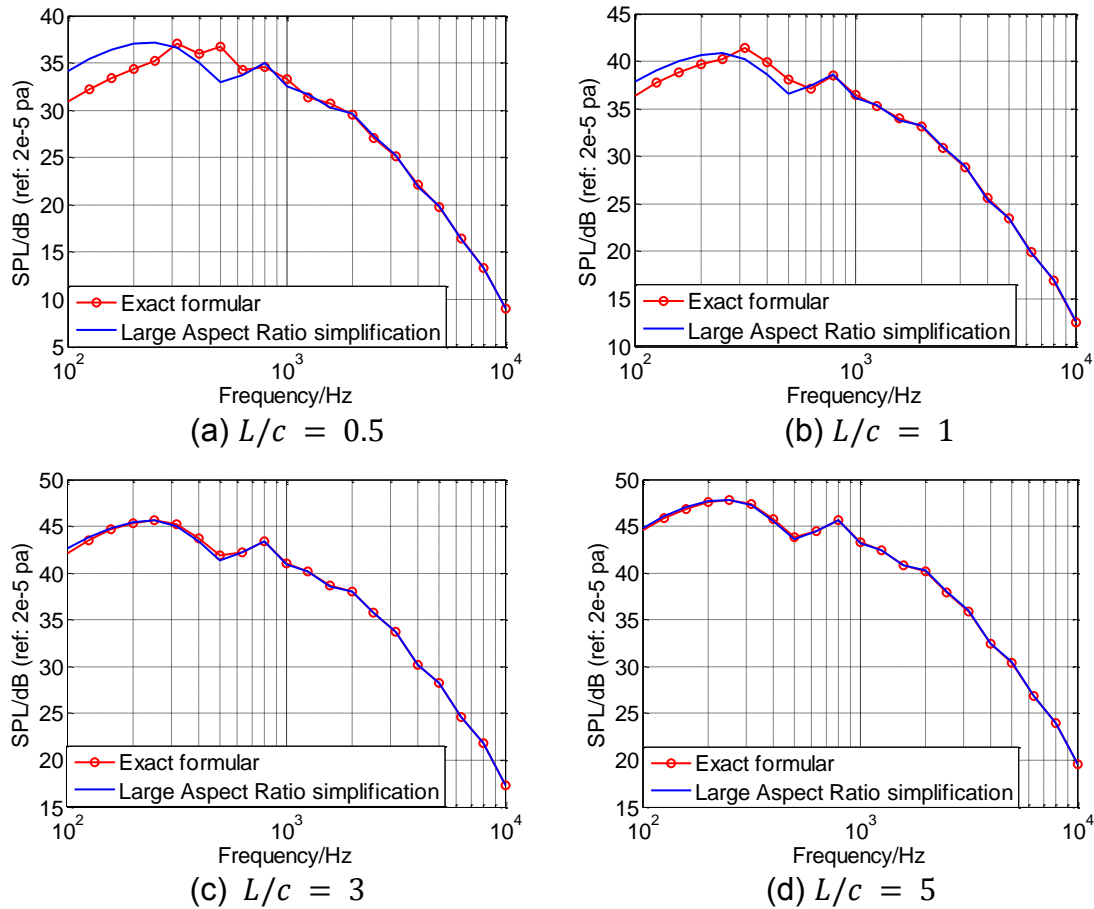 40
35
30
25
20
15
10
5
SPL/dB (ref: 2e-5 pa)
Exact formular
Large Aspect Ratio simplification
10^2
10^3
10^4
Frequency/Hz
(a) L/c = 0.5
45
40
35
30
25
20
15
10
SPL/dB (ref: 2e-5 pa)
Exact formular
Large Aspect Ratio simplification
10^2
10^3
10^4
Frequency/Hz
(b) L/c = 1
50
45
40
35
30
25
20
15
SPL/dB (ref: 2e-5 pa)
Exact formular
Large Aspect Ratio simplification
10^2
10^3
10^4
Frequency/Hz
(c) L/c = 3
50
45
40
35
30
25
20
15
SPL/dB (ref: 2e-5 pa)
Exact formular
Large Aspect Ratio simplification
10^2
10^3
10^4
Frequency/Hz
(d) L/c = 5